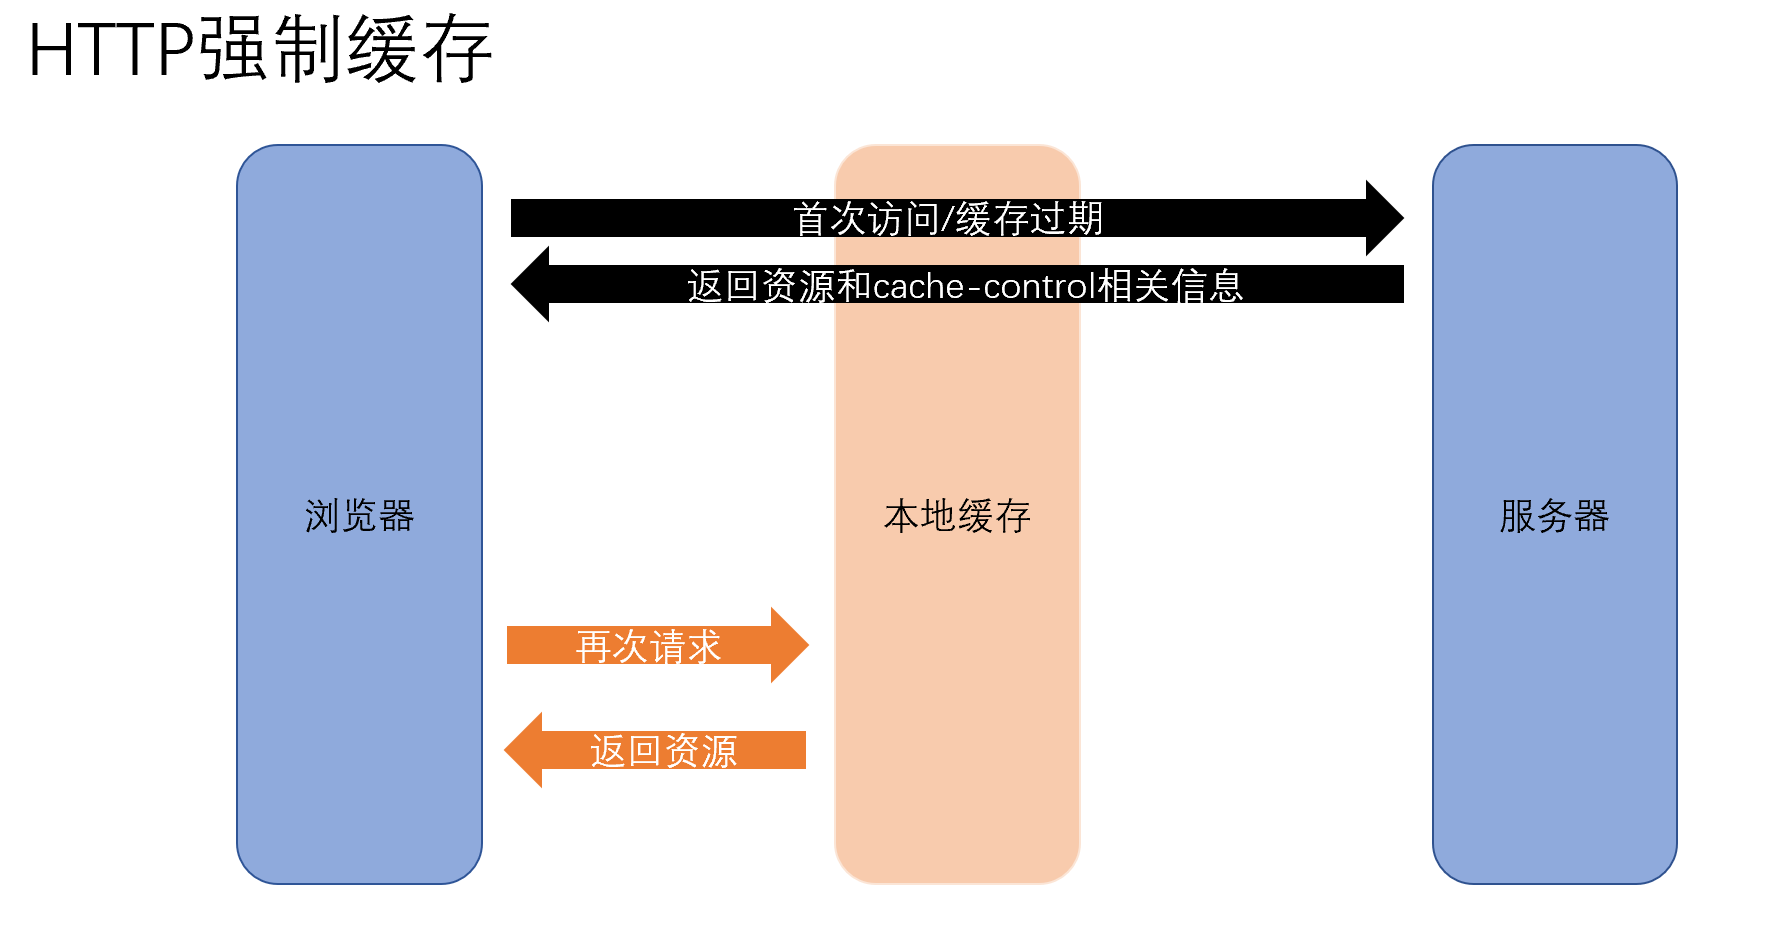 HTTP强制缓存
首次访问/缓存过期
返回资源和cache-control相关信息
浏览器
本地缓存
服务器
再次请求
返回资源